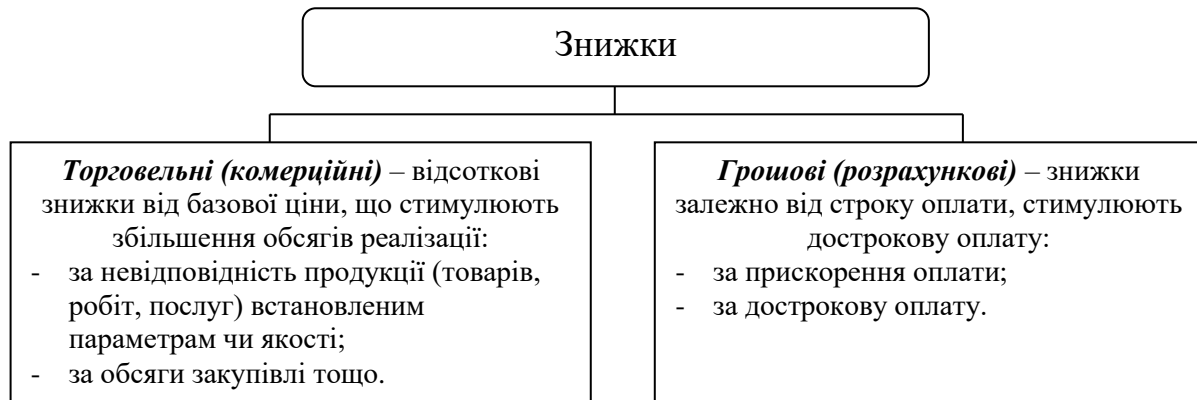 Знижки
Торговельні (комерційні) – відсоткові
знижки від базової ціни, що стимулюють
збільшення обсягів реалізації:
- за невідповідність продукції (товарів,
робіт, послуг) встановленим
параметрам чи якості;
- за обсяги закупівлі тощо.
Грошові (розрахункові) – знижки
залежно від строку оплати, стимулюють
дострокову оплату:
- за прискорення оплати;
- за дострокову оплату.